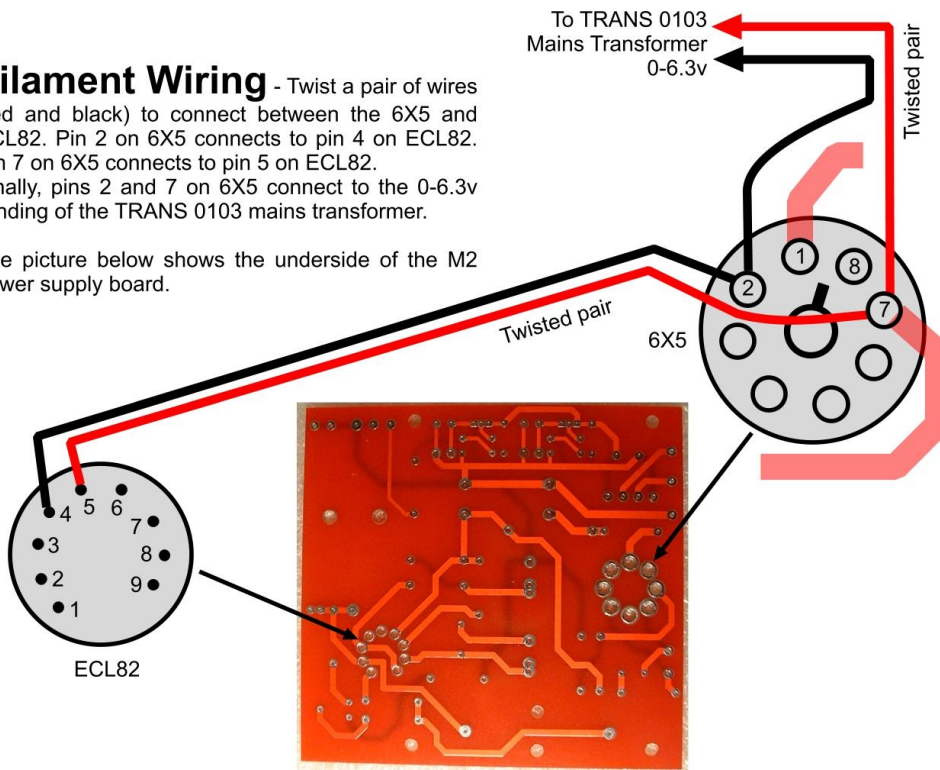 To TRANS 0103
Mains Transformer
0-6.3v
Twisted pair
ilament Wiring - Twist a pair of wires
ed and black) to connect between the 6X5 and
CL82. Pin 2 on 6X5 connects to pin 4 on ECL82.
n 7 on 6X5 connects to pin 5 on ECL82.
nally, pins 2 and 7 on 6X5 connect to the 0-6.3v
nding of the TRANS 0103 mains transformer.
e picture below shows the underside of the M2
ower supply board.
Twisted pair
6X5
1
8
2
7
4
5
6
7
3
8
2
9
1
ECL82